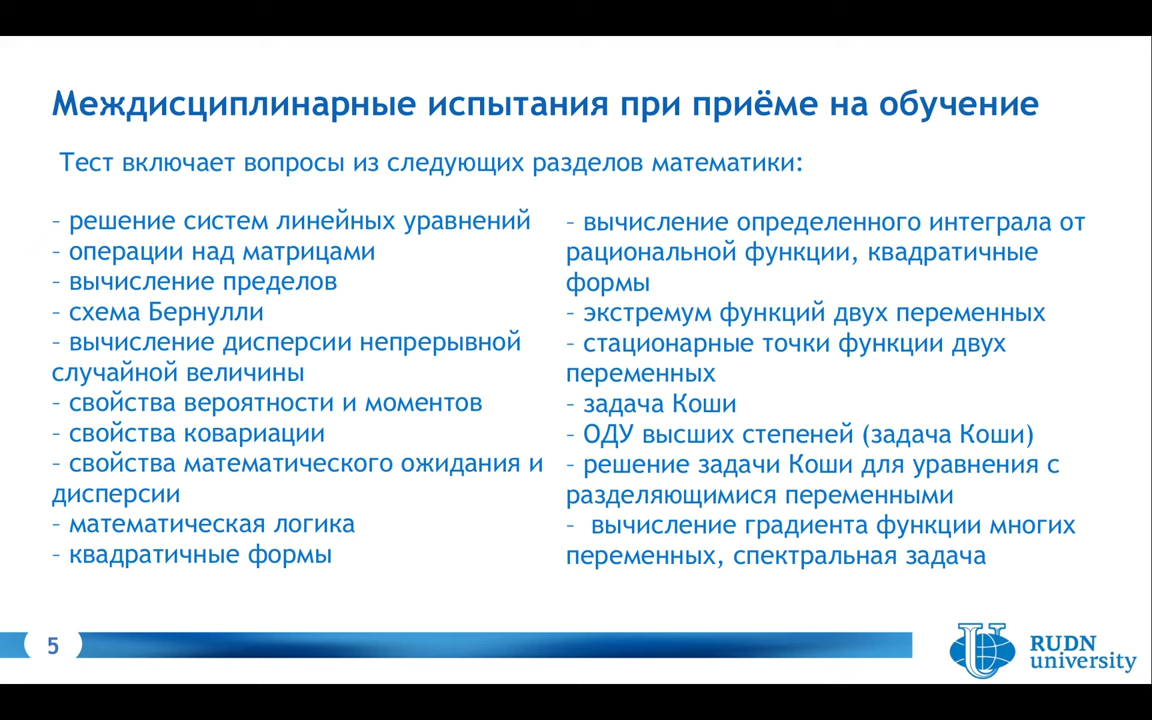 Междисциплинарные испытания при приёме на обучение
Тест включает вопросы из следующих разделов математики:
– решение систем линейных уравнений
– операции над матрицами
– вычисление пределов
– схема Бернулли
– вычисление дисперсии непрерывной
случайной величины
– свойства вероятности и моментов
– свойства ковариации
– свойства математического ожидания и
дисперсии
– математическая логика
– квадратичные формы
– вычисление определенного интеграла от
рациональной функции, квадратичные
формы
– экстремум функций двух переменных
– стационарные точки функции двух
переменных
– задача Коши
– ОДУ высших степеней (задача Коши)
– решение задачи Коши для уравнения с
разделяющимися переменными
– вычисление градиента функции многих
переменных, спектральная задача
5
RUDN
university